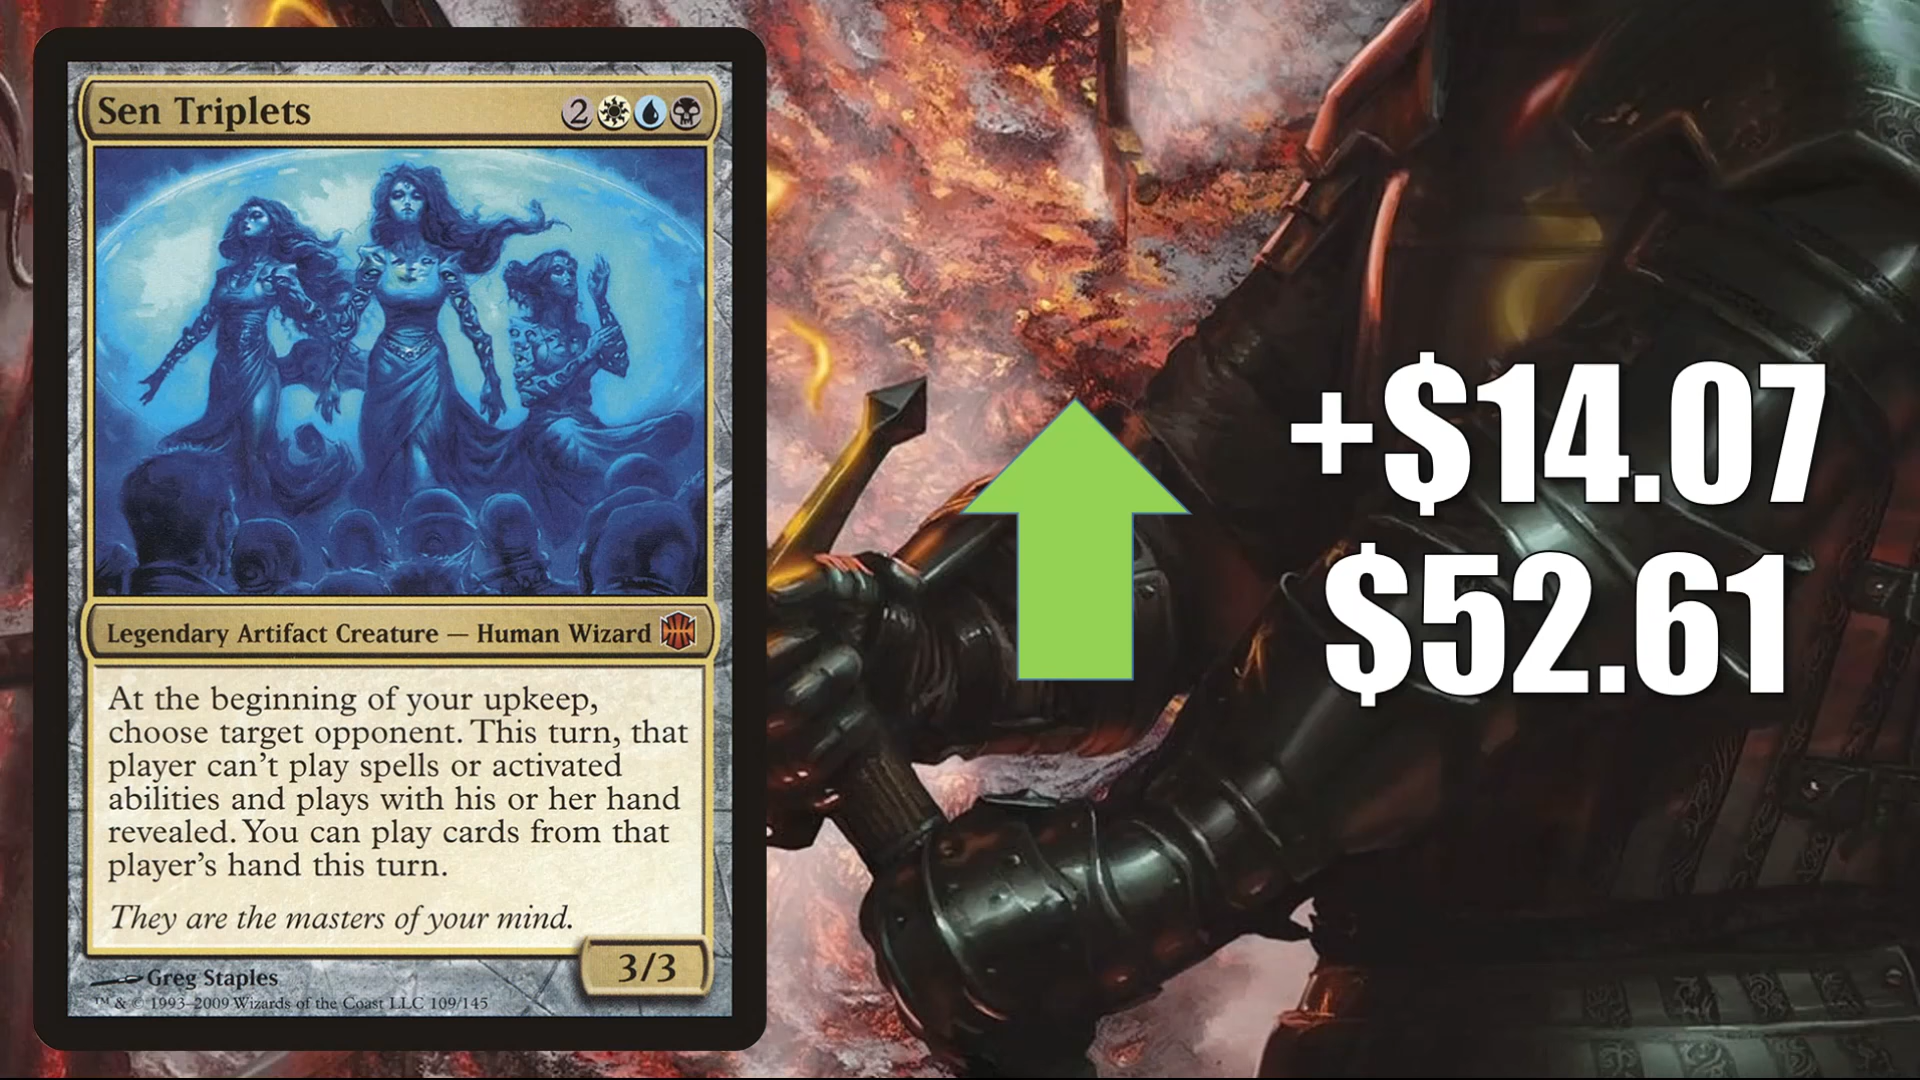 Sen Triplets
2
Legendary Artifact Creature — Human Wizard
At the beginning of your upkeep,
choose target opponent. This turn, that
player can't play spells or activated
abilities and plays with his or her hand
revealed. You can play cards from that
player's hand this turn.
They are the masters of your mind.
3/3
Greg Staples
™ & © 1993–2009 Wizards of the Coast LLC 109/145
+$14.07
$52.61